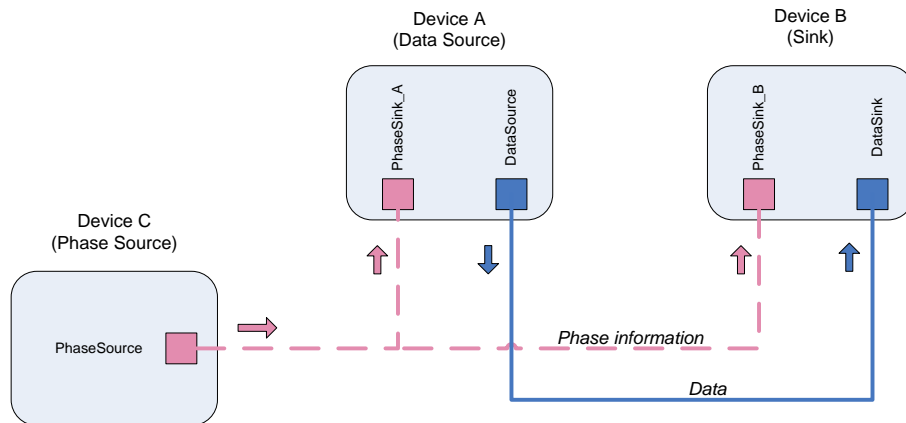 Device A
(Data Source)
Device B
(Sink)
PhaseSink_A
DataSource
PhaseSink_B
DataSink
Device C
(Phase Source)
PhaseSource
Phase information
Data